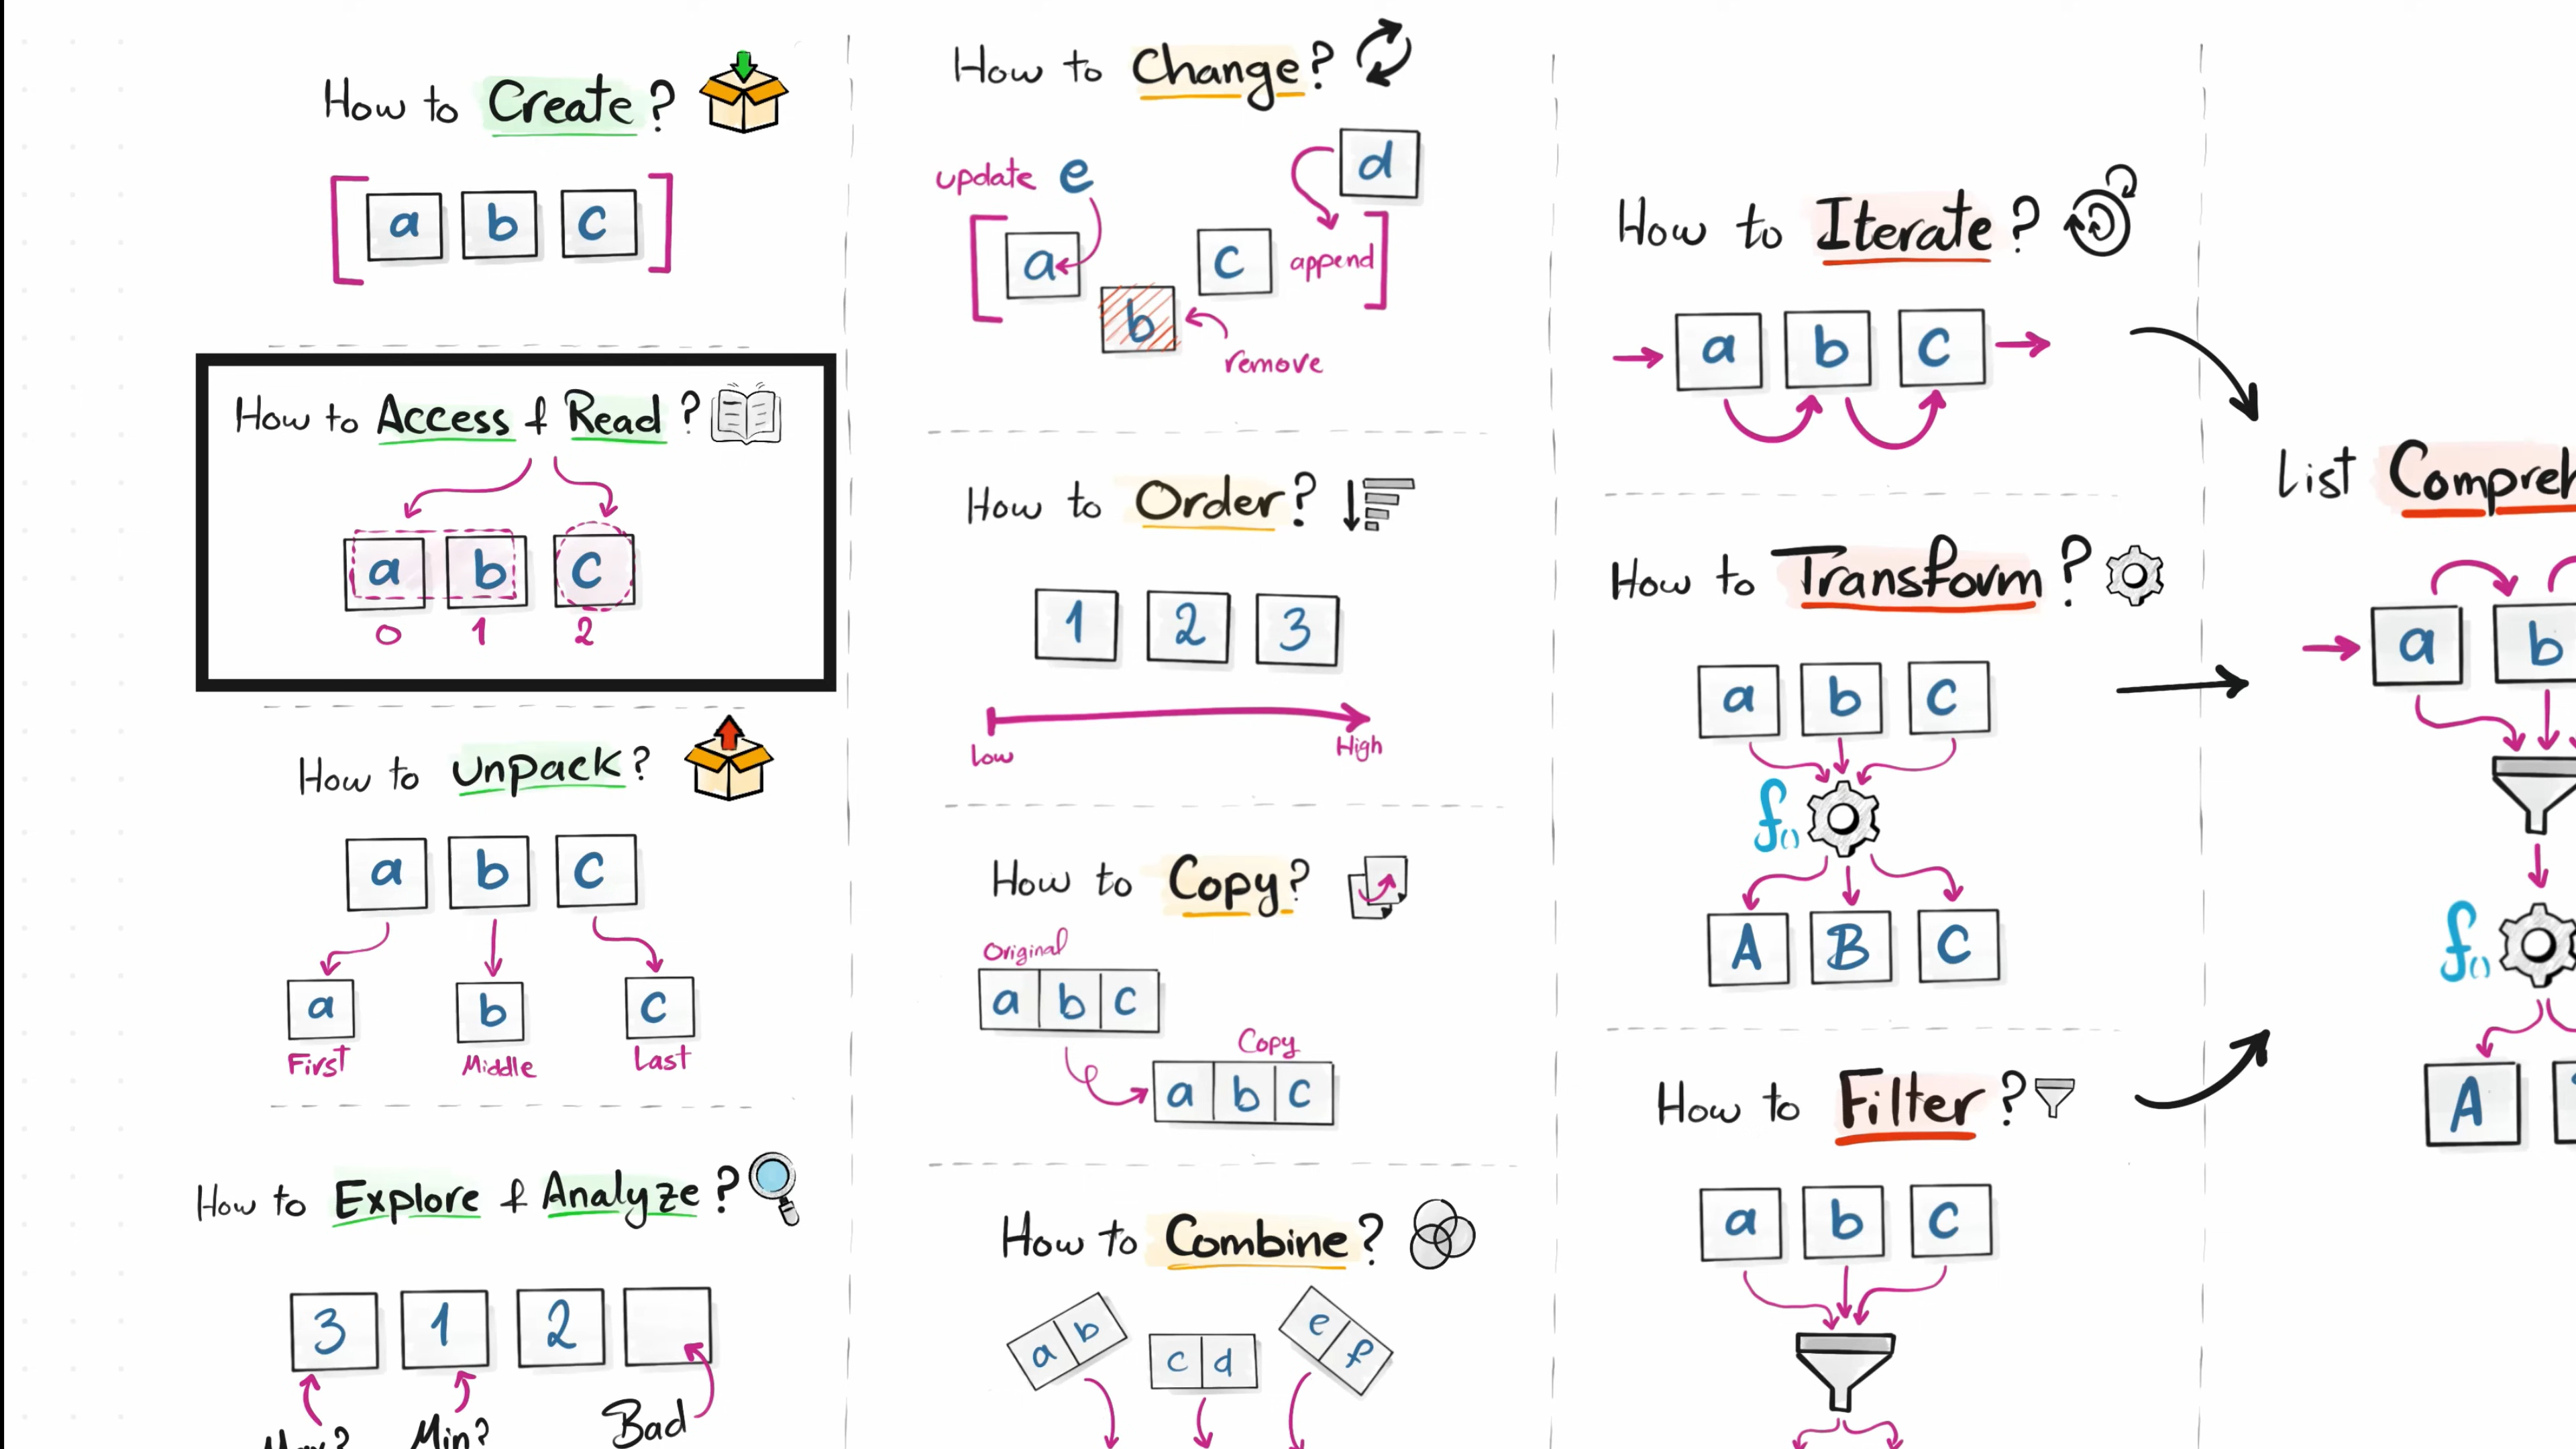 How to Create?
[ a b c ]
How to Access & Read?
a b c
0 1 2
How to Unpack?
a b c
a b c
First Middle Last
How to Explore & Analyze?
3 1 2
Max? Min? Bad
How to Change?
update e
d
[ a c append ]
b
remove
How to Order?
1 2 3
Low High
How to Copy?
Original
a b c
Copy
a b c
How to Combine?
a b c d e f
How to Iterate?
a b c
How to Transform?
a b c
f()
A B C
How to Filter?
a b c
List Compreh
a b
f()
A